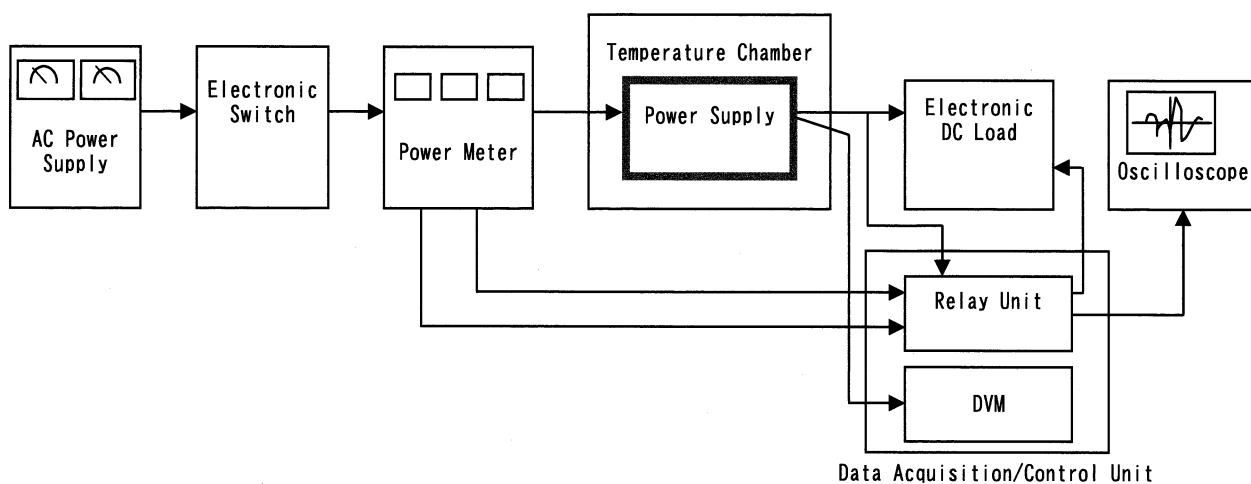 AC Power
Supply
Electronic
Switch
Power Meter
Temperature Chamber
Power Supply
Electronic
DC Load
Oscilloscope
Relay Unit
DVM
Data Acquisition/Control Unit